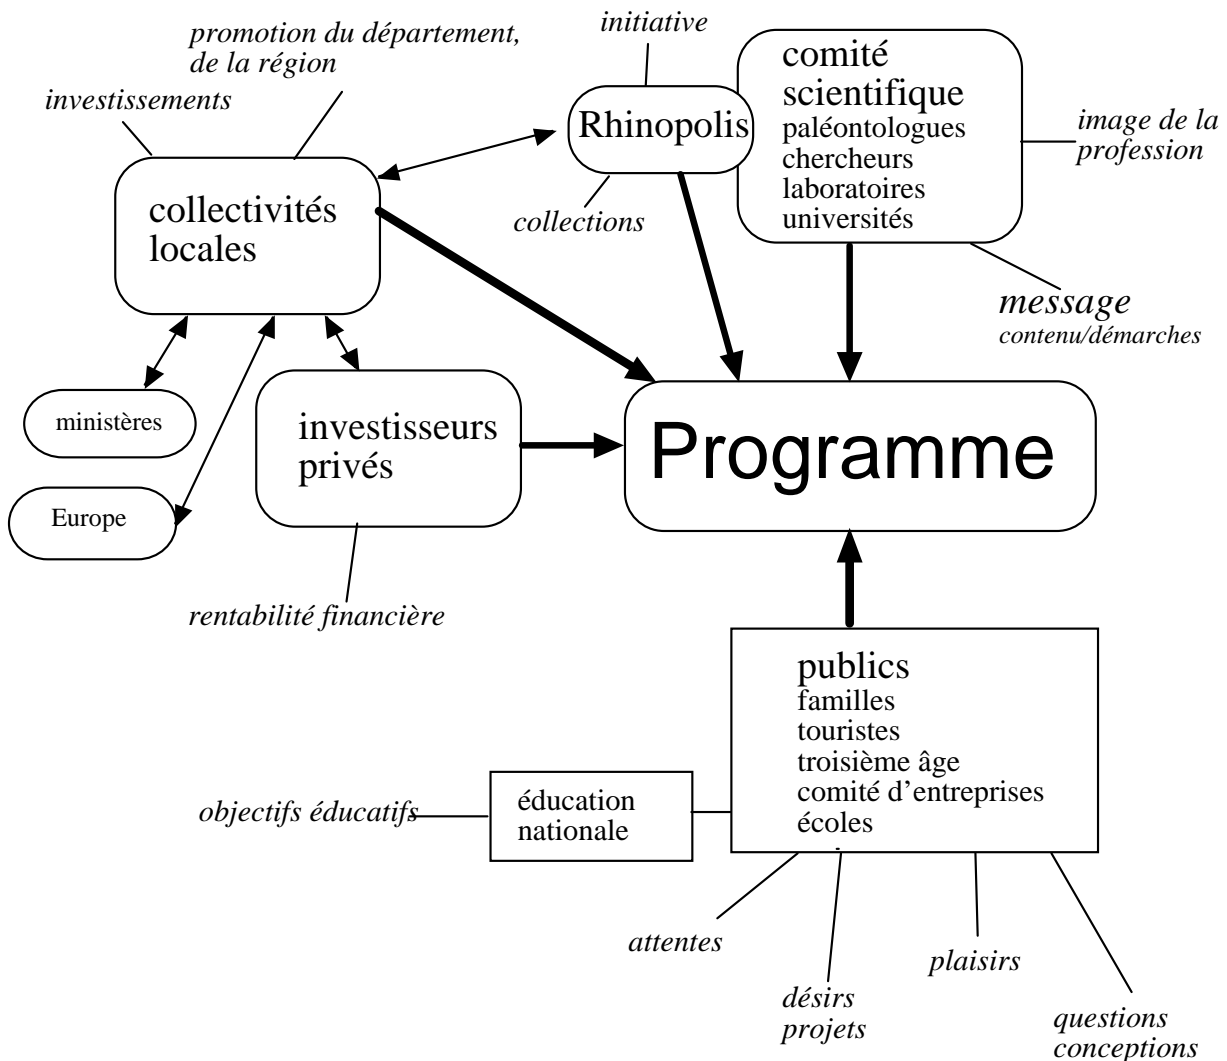 initiative
promotion du département,
de la région
investissements
comité
scientifique
paléontologues
chercheurs
laboratoires
universités
Rhinopolis
image de la
profession
collections
collectivités
locales
message
contenu/démarches
ministères
investisseurs
privés
Programme
Europe
rentabilité financière
publics
familles
touristes
troisième âge
comité d'entreprises
écoles
éducation
nationale
objectifs éducatifs
attentes
plaisirs
désirs
projets
questions
conceptions